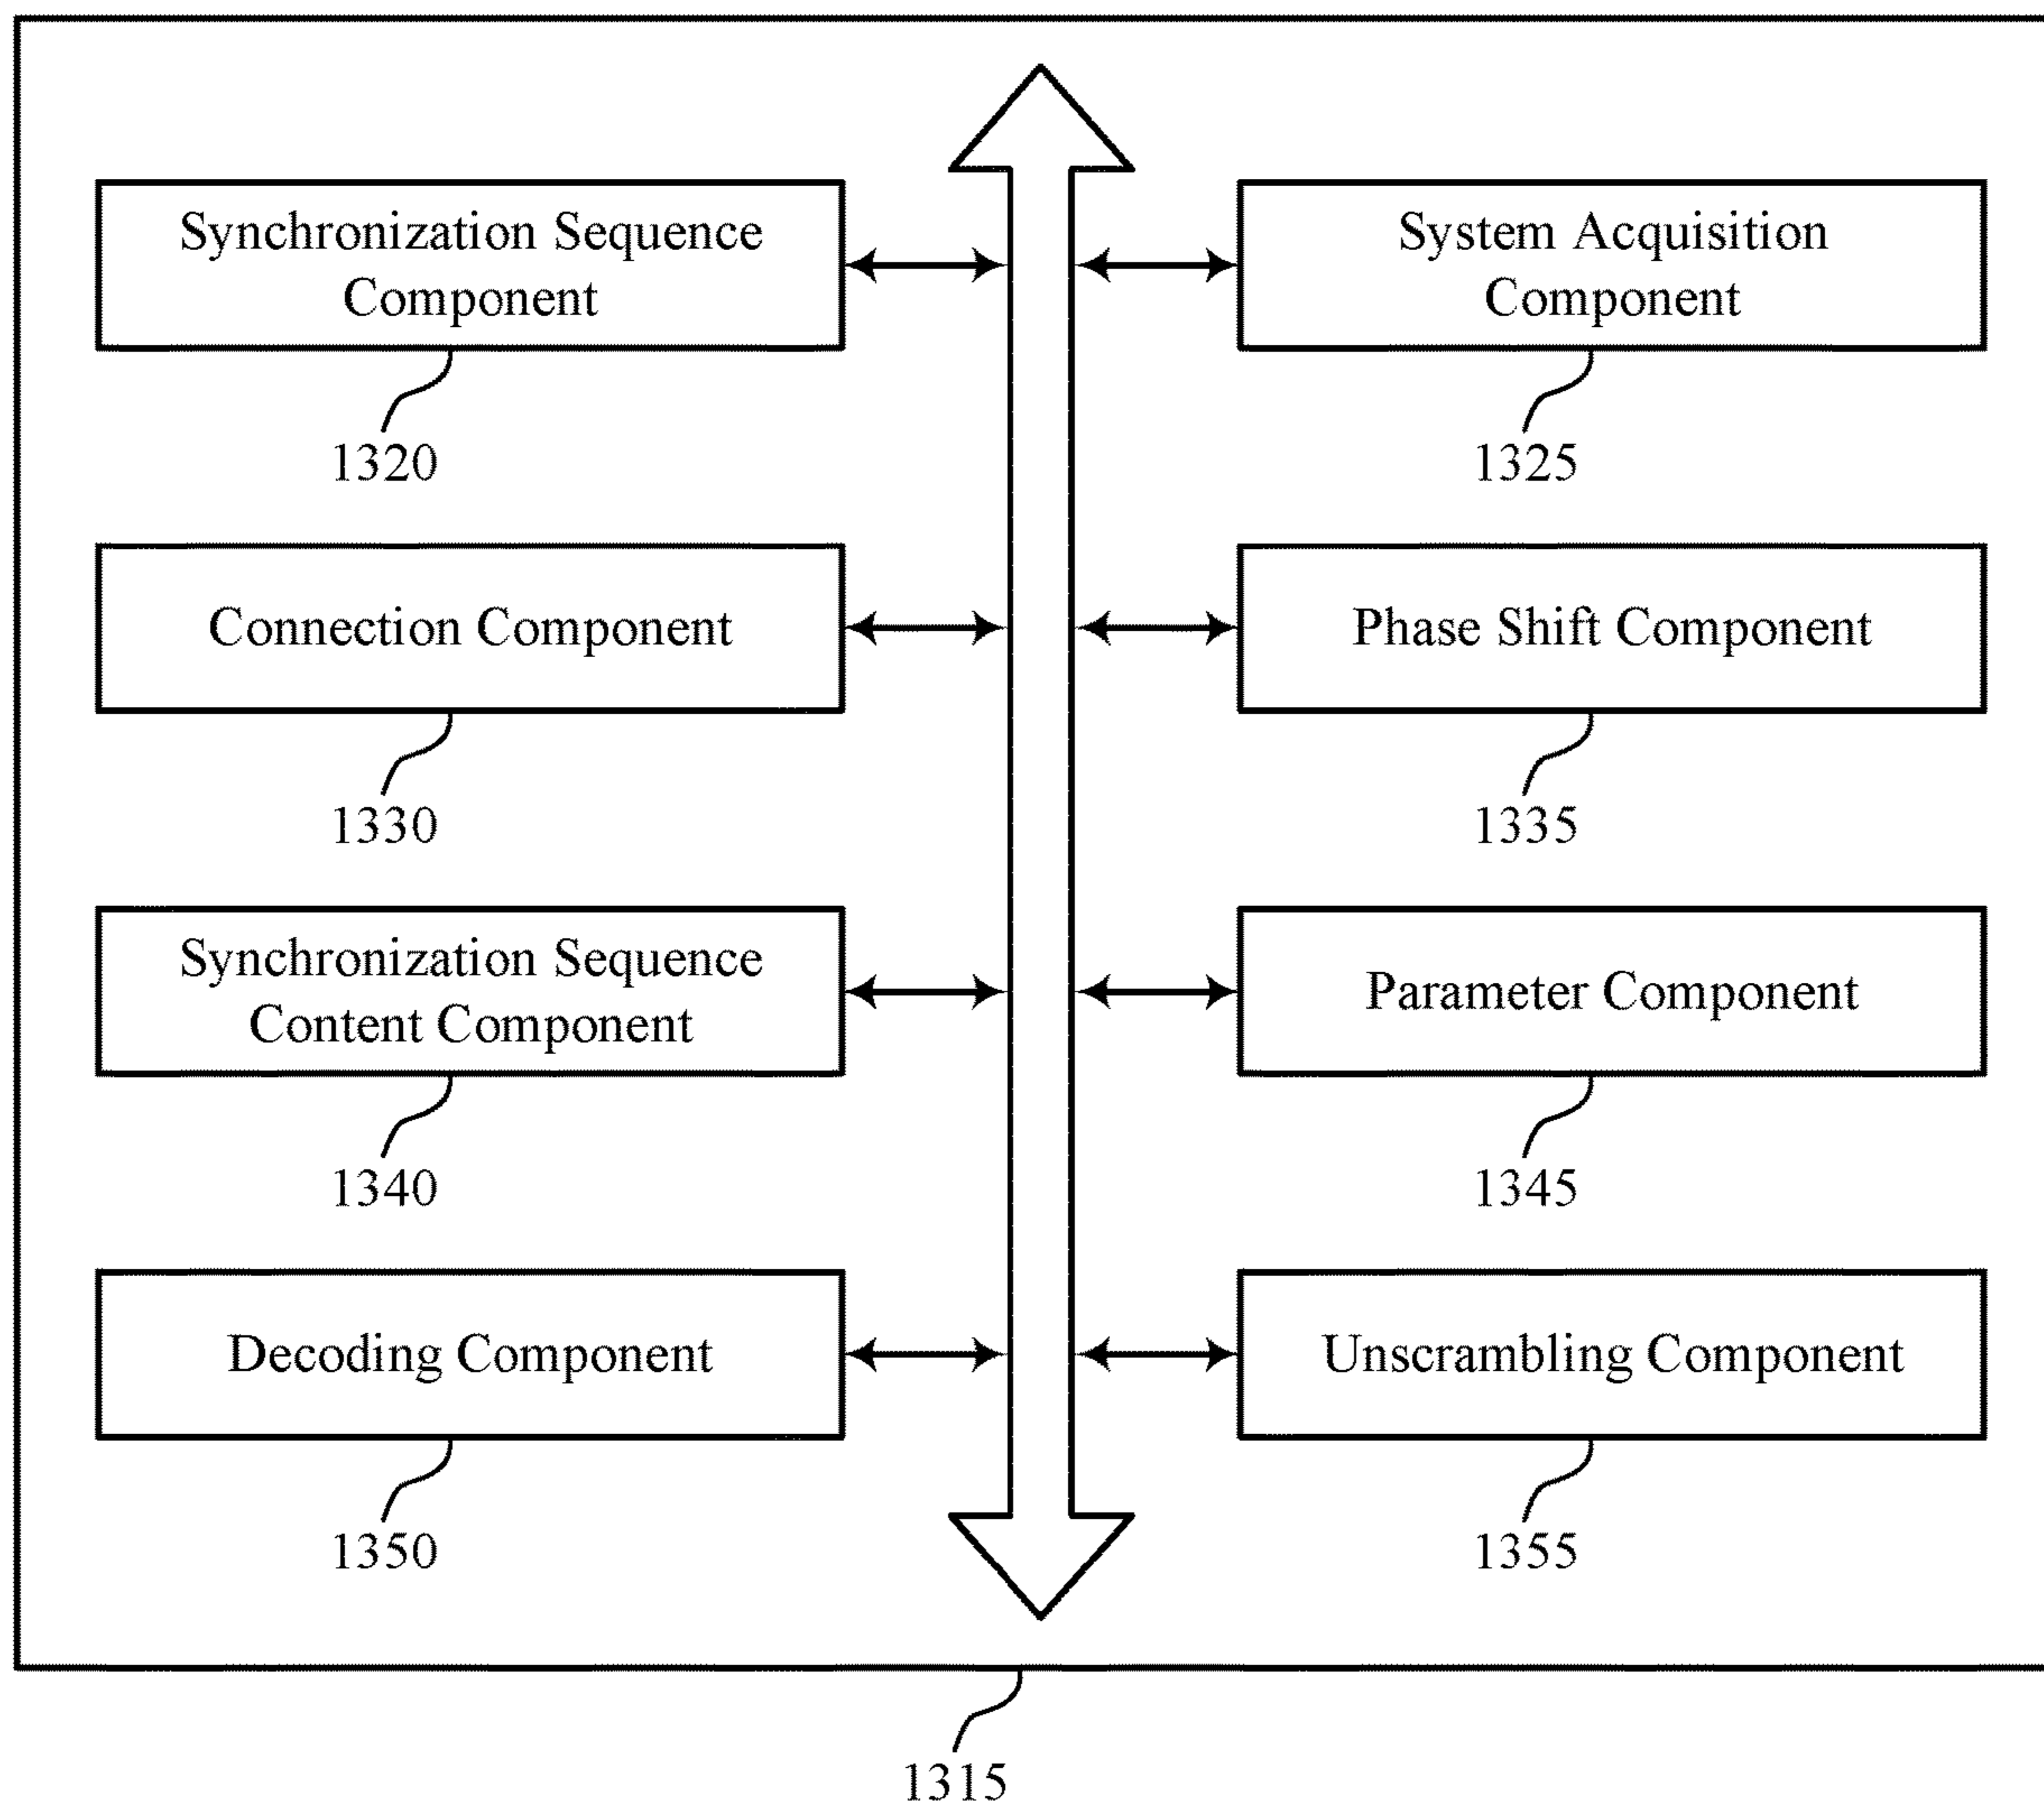 Synchronization Sequence
Component
1320
System Acquisition
Component
1325
Connection Component
1330
Phase Shift Component
1335
Synchronization Sequence
Content Component
1340
Parameter Component
1345
Decoding Component
1350
Unscrambling Component
1355
1315